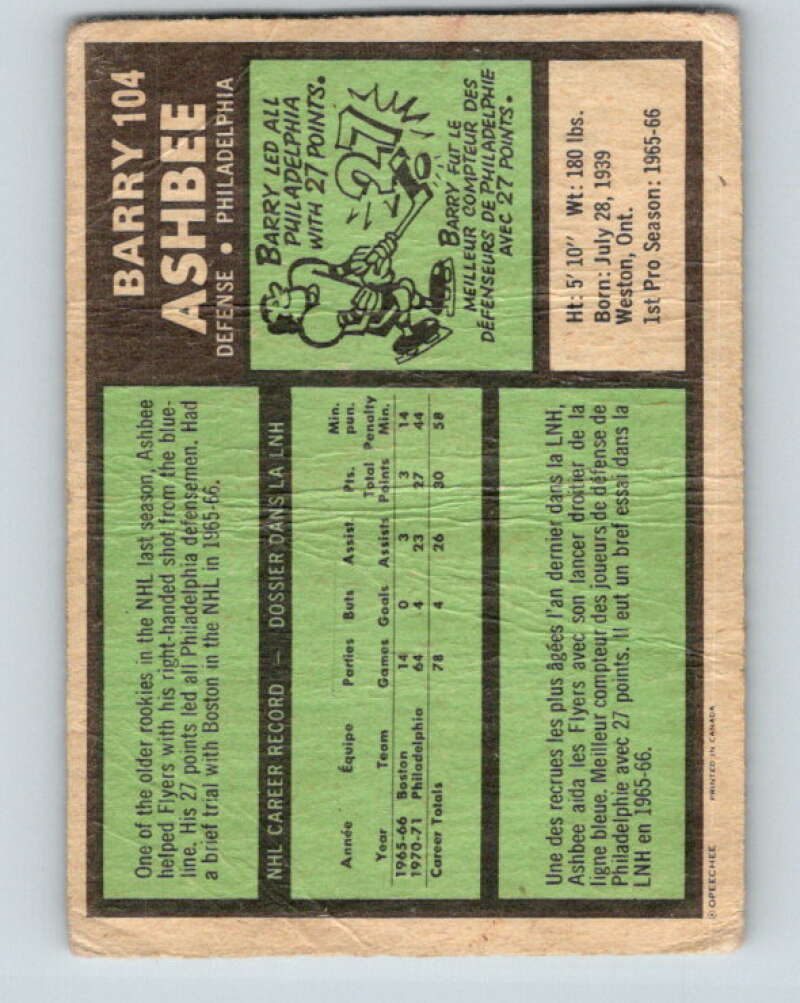 BARRY 104
ASHBEE
DEFENSE • PHILADELPHIA
One of the older rookies in the NHL last season, Ashbee
helped Flyers with his right-handed shot from the blue-
line. His 27 points led all Philadelphia defensemen. Had
a brief trial with Boston in the NHL in 1965-66.
BARRY LED ALL
PHILADELPHIA
WITH 27 POINTS.
27
BARRY FUT LE
MEILLEUR COMPTEUR DES
DÉFENSEURS DE PHILADELPHIE
AVEC 27 POINTS.
NHL CAREER RECORD — DOSSIER DANS LA LNH
Min.
Année Équipe Parties Buts Assist. Pts. pun.
Total Penalty
Year Team Games Goals Assists Points Min.
1965-66 Boston 14 0 3 3 14
1970-71 Philadelphia 64 4 23 27 44
Career Totals 78 4 26 30 58
Ht: 5' 10" Wt: 180 lbs.
Born: July 28, 1939
Weston, Ont.
1st Pro Season: 1965-66
Une des recrues les plus âgées l'an dernier dans la LNH,
Ashbee aida les Flyers avec son lancer droitier de la
ligne bleue. Meilleur compteur des joueurs de défense de
Philadelphie avec 27 points. Il eut un bref essai dans la
LNH en 1965-66.
© OPEECHEE PRINTED IN CANADA